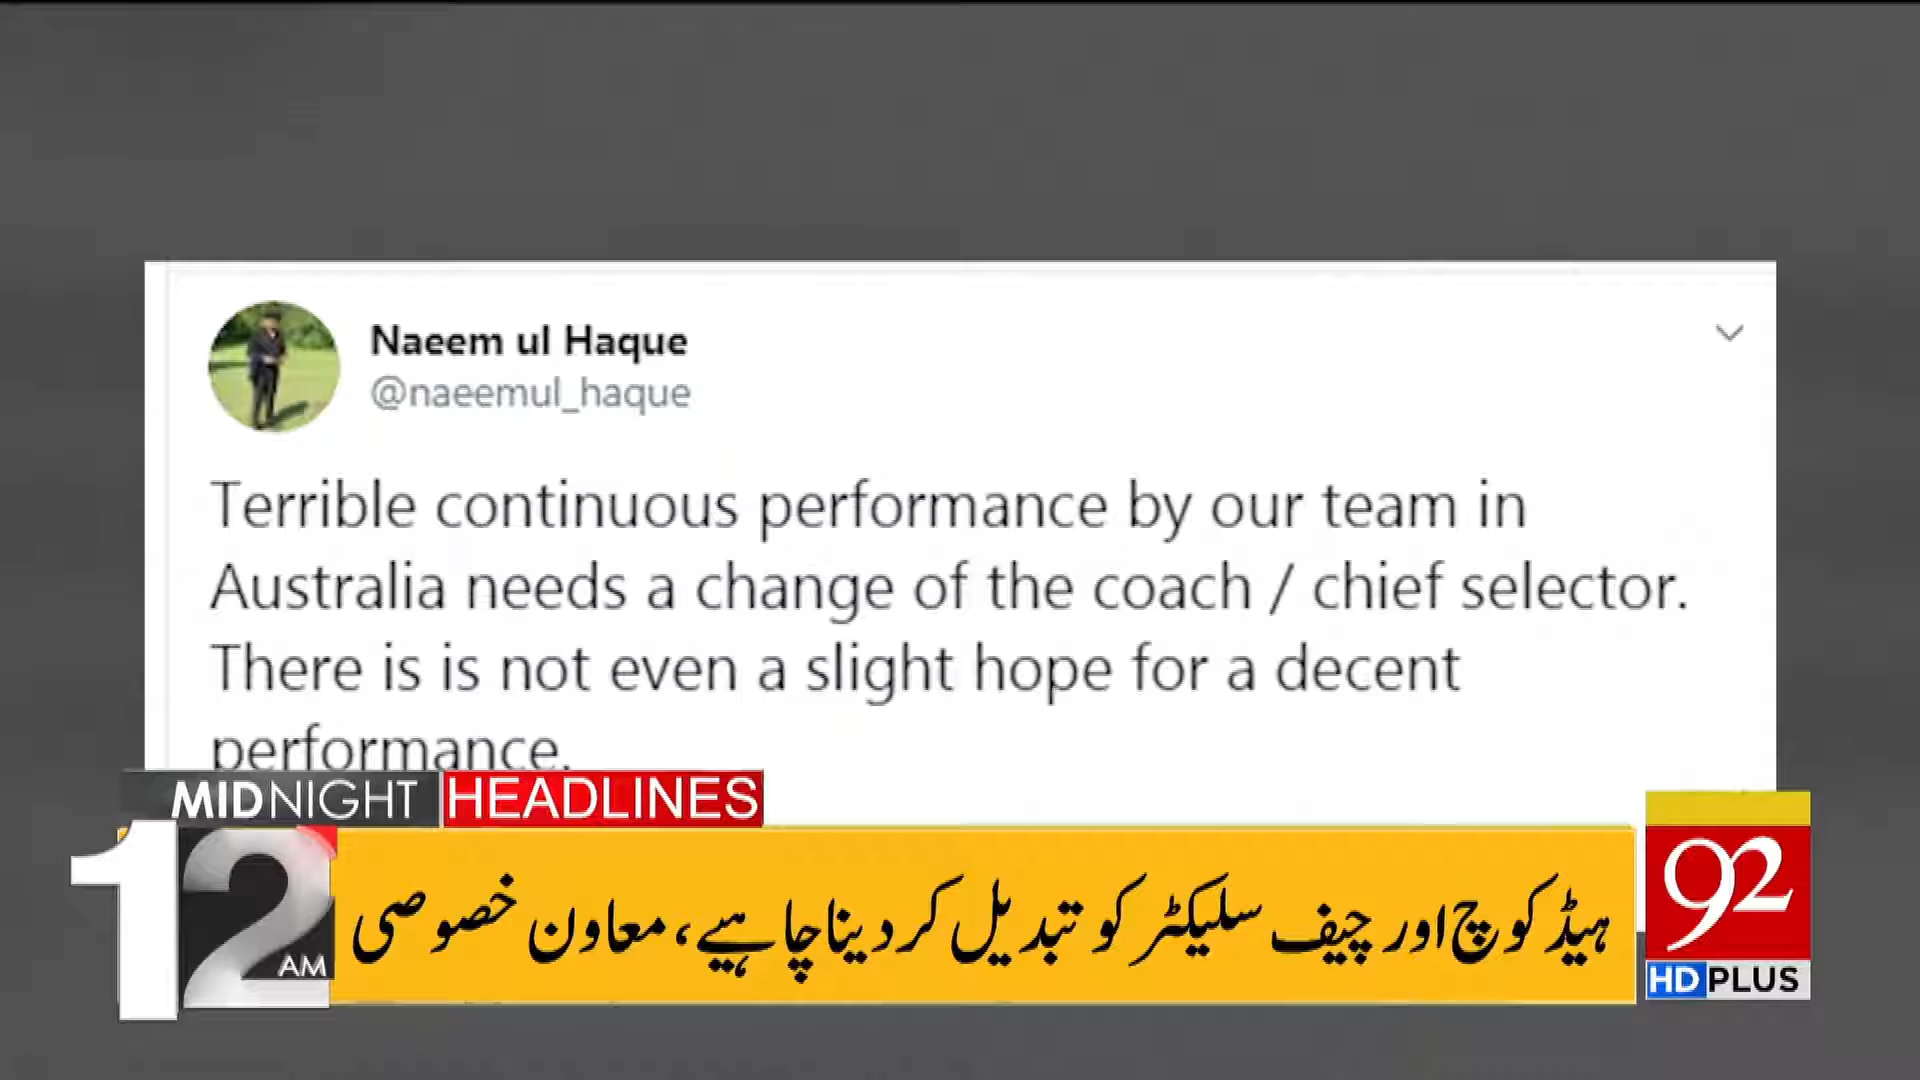 Naeem ul Haque
@naeemul_haque
Terrible continuous performance by our team in
Australia needs a change of the coach / chief selector.
There is is not even a slight hope for a decent
performance.
MIDNIGHT HEADLINES
12 AM
ہیڈ کوچ اور چیف سلیکٹر کو تبدیل کر دینا چاہیے، معاون خصوصی
92
HD PLUS